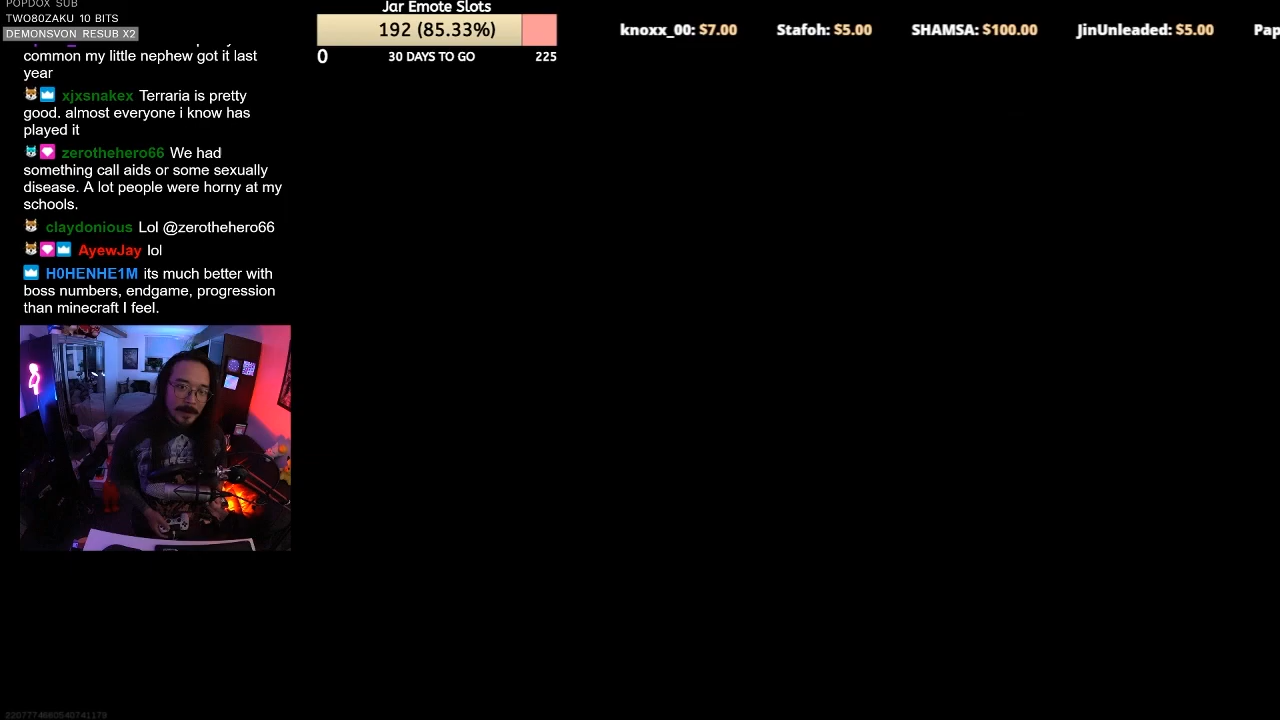 POPDOX SUB
TWO80ZAKU 10 BITS
DEMONSVON RESUB X2
common my little nephew got it last
year
xjxsnakex Terraria is pretty
good. almost everyone i know has
played it
zerothehero66 We had
something call aids or some sexually
disease. A lot people were horny at my
schools.
claydonious Lol @zerothehero66
AyewJay lol
H0HENHE1M its much better with
boss numbers, endgame, progression
than minecraft I feel.
Jar Emote Slots
192 (85.33%)
0 30 DAYS TO GO 225
knoxx_00: $7.00 Stafoh: $5.00 SHAMSA: $100.00 JinUnleaded: $5.00 Pap